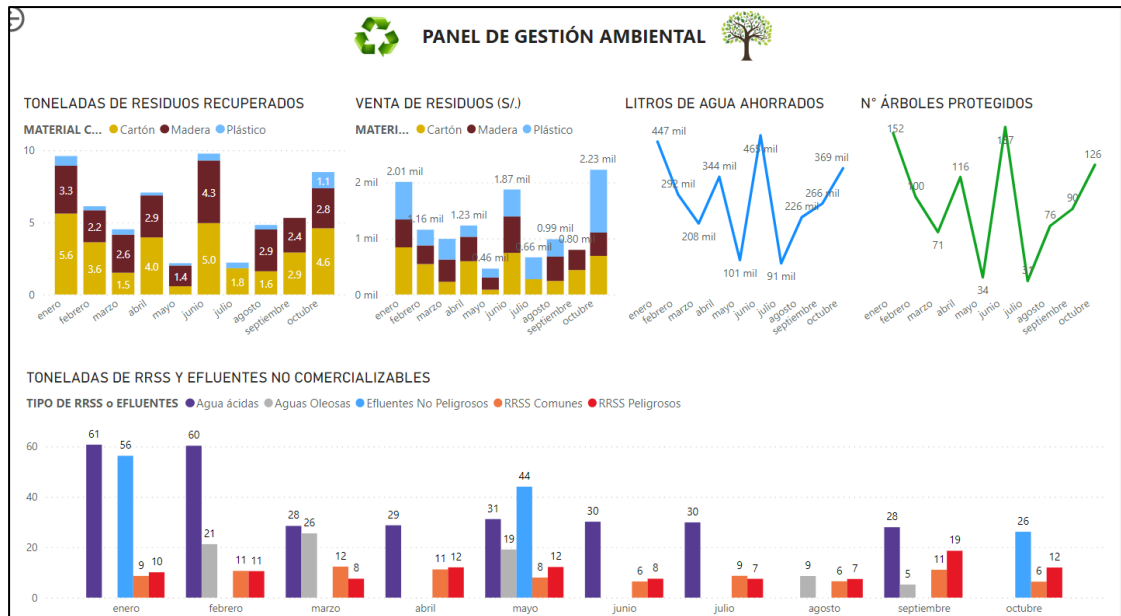 PANEL DE GESTIÓN AMBIENTAL
TONELADAS DE RESIDUOS RECUPERADOS
MATERIAL C... Cartón Madera Plástico
10
5
0
5.6
3.3
3.6
2.2
1.5
2.6
4.0
2.9
1.4
5.0
4.3
1.8
1.6
2.9
2.9
2.4
4.6
2.8
1.1
enero
febrero
marzo
abril
mayo
junio
julio
agosto
septiembre
octubre
VENTA DE RESIDUOS (S/.)
MATERI... Cartón Madera Plástico
2 mil
1 mil
0 mil
2.01 mil
1.16 mil
1.23 mil
0.46 mil
1.87 mil
0.66 mil
0.99 mil
0.80 mil
2.23 mil
enero
febrero
marzo
abril
mayo
junio
julio
agosto
septiembre
octubre
LITROS DE AGUA AHORRADOS
447 mil
292 mil
208 mil
344 mil
101 mil
465 mil
91 mil
226 mil
266 mil
369 mil
enero
febrero
marzo
abril
mayo
junio
julio
agosto
septiembre
octubre
N° ÁRBOLES PROTEGIDOS
152
100
71
116
34
157
31
76
90
126
enero
febrero
marzo
abril
mayo
junio
julio
agosto
septiembre
octubre
TONELADAS DE RRSS Y EFLUENTES NO COMERCIALIZABLES
TIPO DE RRSS o EFLUENTES Agua ácidas Aguas Oleosas Efluentes No Peligrosos RRSS Comunes RRSS Peligrosos
60
40
20
0
61 56 9 10
60 21 11 11
28 26 12 8
29 11 12
31 19 44 8 12
30 6 8
30 9 7
9 6 7
28 5 11 19
26 6 12
enero febrero marzo abril mayo junio julio agosto septiembre octubre